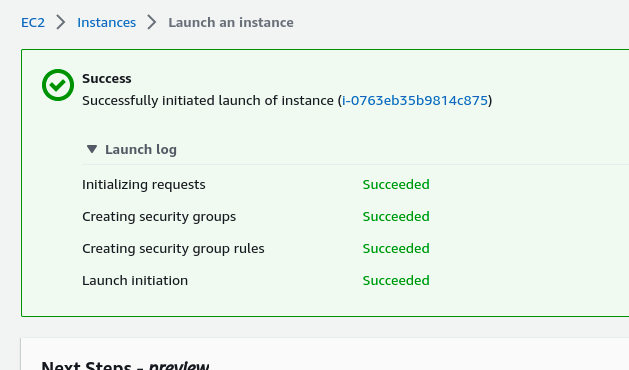 EC2 > Instances > Launch an instance
Success
Successfully initiated launch of instance (i-0763eb35b9814c875)
▼ Launch log
Initializing requests Succeeded
Creating security groups Succeeded
Creating security group rules Succeeded
Launch initiation Succeeded
Next Steps - preview